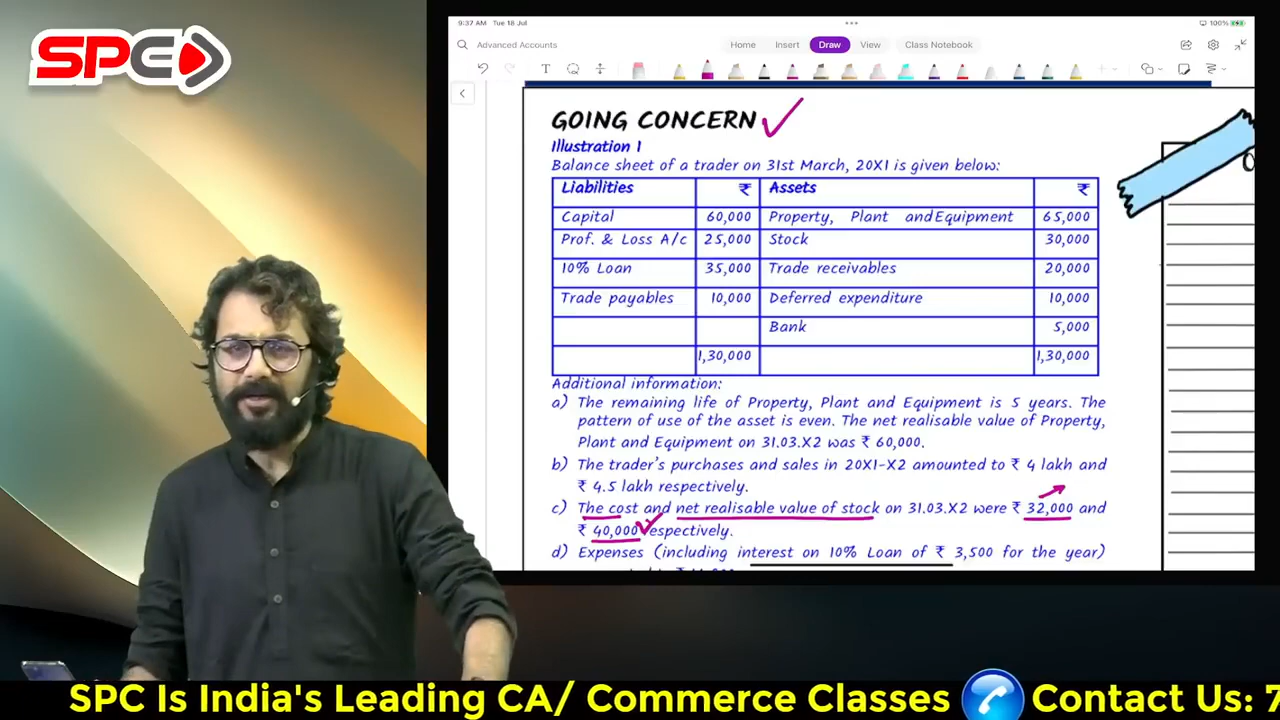 SPC
9:37 AM Tue 18 Jul
100%
Advanced Accounts
Home Insert Draw View Class Notebook
GOING CONCERN
Illustration 1
Balance sheet of a trader on 31st March, 20X1 is given below:
Liabilities ₹ Assets ₹
Capital 60,000 Property, Plant and Equipment 65,000
Prof. & Loss A/c 25,000 Stock 30,000
10% Loan 35,000 Trade receivables 20,000
Trade payables 10,000 Deferred expenditure 10,000
Bank 5,000
1,30,000 1,30,000
Additional information:
a) The remaining life of Property, Plant and Equipment is 5 years. The
pattern of use of the asset is even. The net realisable value of Property,
Plant and Equipment on 31.03.X2 was ₹ 60,000.
b) The trader's purchases and sales in 20X1-X2 amounted to ₹ 4 lakh and
₹ 4.5 lakh respectively.
c) The cost and net realisable value of stock on 31.03.X2 were ₹ 32,000 and
₹ 40,000 respectively.
d) Expenses (including interest on 10% Loan of ₹ 3,500 for the year)
SPC Is India's Leading CA/ Commerce Classes Contact Us: 7